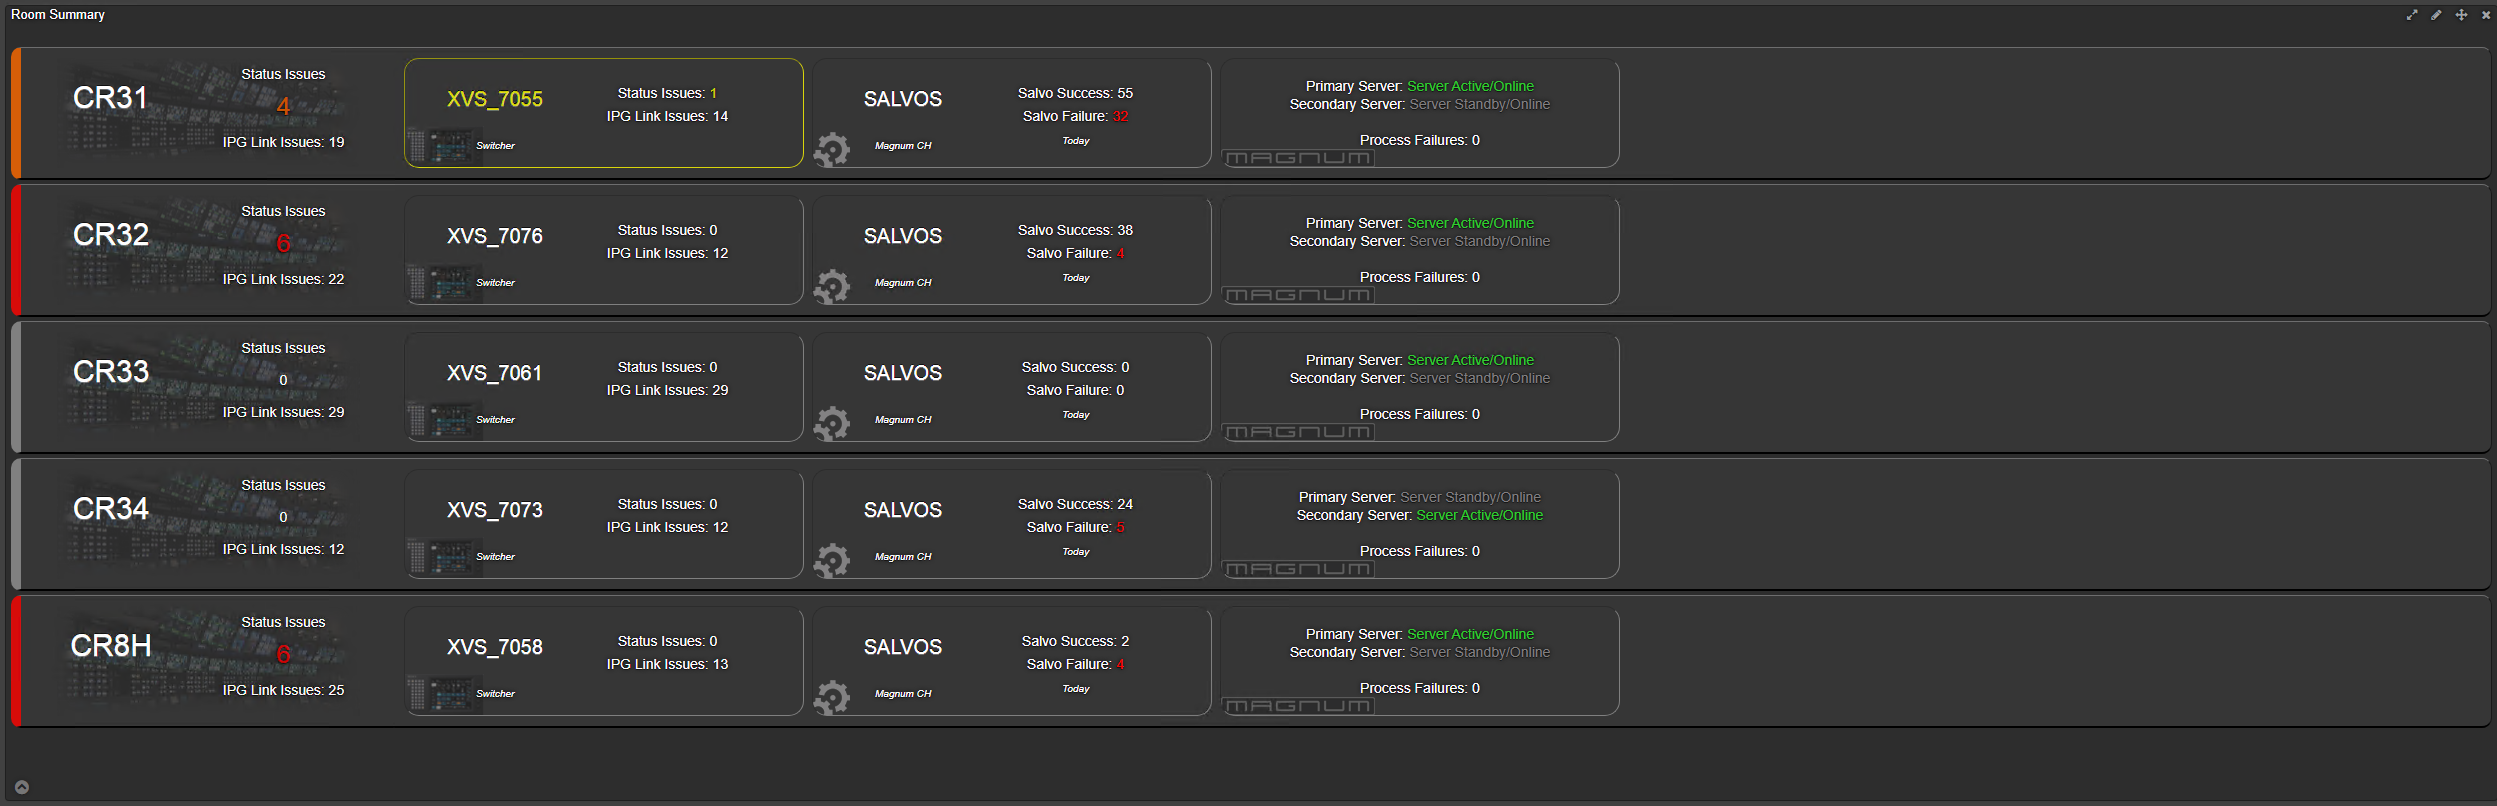 Room Summary
CR31
Status Issues
4
IPG Link Issues: 19
XVS_7055
Status Issues: 1
IPG Link Issues: 14
Switcher
SALVOS
Salvo Success: 55
Salvo Failure: 32
Magnum CH
Today
Primary Server: Server Active/Online
Secondary Server: Server Standby/Online
Process Failures: 0
MAGNUM
CR32
Status Issues
6
IPG Link Issues: 22
XVS_7076
Status Issues: 0
IPG Link Issues: 12
Switcher
SALVOS
Salvo Success: 38
Salvo Failure: 4
Magnum CH
Today
Primary Server: Server Active/Online
Secondary Server: Server Standby/Online
Process Failures: 0
MAGNUM
CR33
Status Issues
0
IPG Link Issues: 29
XVS_7061
Status Issues: 0
IPG Link Issues: 29
Switcher
SALVOS
Salvo Success: 0
Salvo Failure: 0
Magnum CH
Today
Primary Server: Server Active/Online
Secondary Server: Server Standby/Online
Process Failures: 0
MAGNUM
CR34
Status Issues
0
IPG Link Issues: 12
XVS_7073
Status Issues: 0
IPG Link Issues: 12
Switcher
SALVOS
Salvo Success: 24
Salvo Failure: 5
Magnum CH
Today
Primary Server: Server Standby/Online
Secondary Server: Server Active/Online
Process Failures: 0
MAGNUM
CR8H
Status Issues
6
IPG Link Issues: 25
XVS_7058
Status Issues: 0
IPG Link Issues: 13
Switcher
SALVOS
Salvo Success: 2
Salvo Failure: 4
Magnum CH
Today
Primary Server: Server Active/Online
Secondary Server: Server Standby/Online
Process Failures: 0
MAGNUM